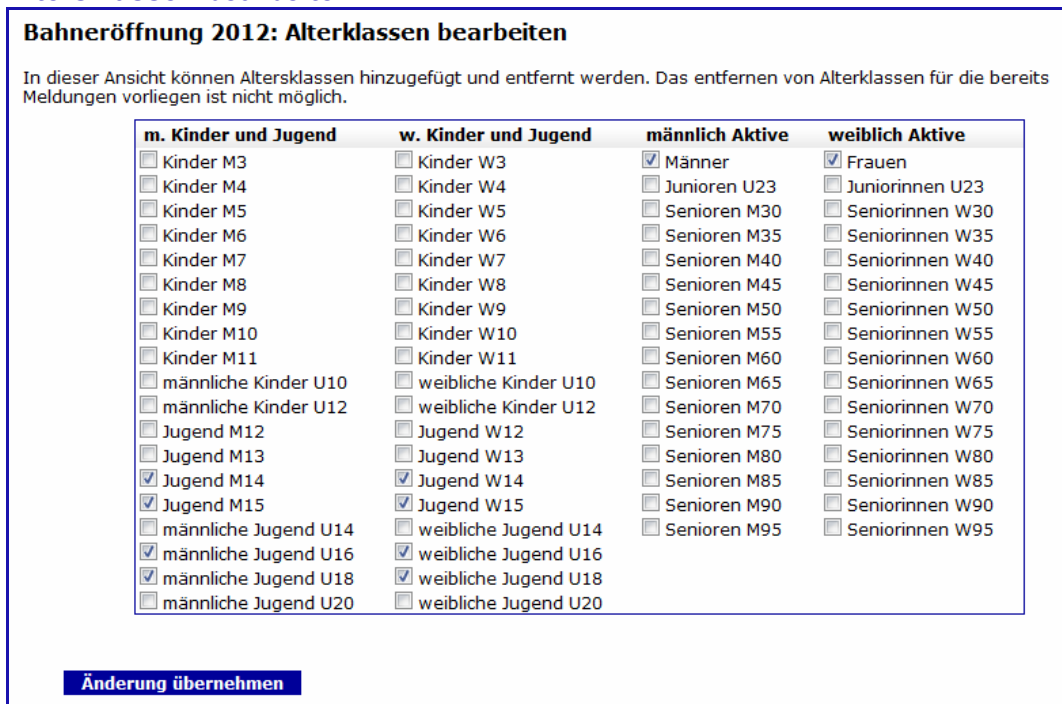 Bahneröffnung 2012: Alterklassen bearbeiten
In dieser Ansicht können Altersklassen hinzugefügt und entfernt werden. Das entfernen von Alterklassen für die bereits
Meldungen vorliegen ist nicht möglich.
m. Kinder und Jugend w. Kinder und Jugend männlich Aktive weiblich Aktive
Kinder M3 Kinder W3 Männer Frauen
Kinder M4 Kinder W4 Junioren U23 Juniorinnen U23
Kinder M5 Kinder W5 Senioren M30 Seniorinnen W30
Kinder M6 Kinder W6 Senioren M35 Seniorinnen W35
Kinder M7 Kinder W7 Senioren M40 Seniorinnen W40
Kinder M8 Kinder W8 Senioren M45 Seniorinnen W45
Kinder M9 Kinder W9 Senioren M50 Seniorinnen W50
Kinder M10 Kinder W10 Senioren M55 Seniorinnen W55
Kinder M11 Kinder W11 Senioren M60 Seniorinnen W60
männliche Kinder U10 weibliche Kinder U10 Senioren M65 Seniorinnen W65
männliche Kinder U12 weibliche Kinder U12 Senioren M70 Seniorinnen W70
Jugend M12 Jugend W12 Senioren M75 Seniorinnen W75
Jugend M13 Jugend W13 Senioren M80 Seniorinnen W80
Jugend M14 Jugend W14 Senioren M85 Seniorinnen W85
Jugend M15 Jugend W15 Senioren M90 Seniorinnen W90
männliche Jugend U14 weibliche Jugend U14 Senioren M95 Seniorinnen W95
männliche Jugend U16 weibliche Jugend U16
männliche Jugend U18 weibliche Jugend U18
männliche Jugend U20 weibliche Jugend U20
Änderung übernehmen